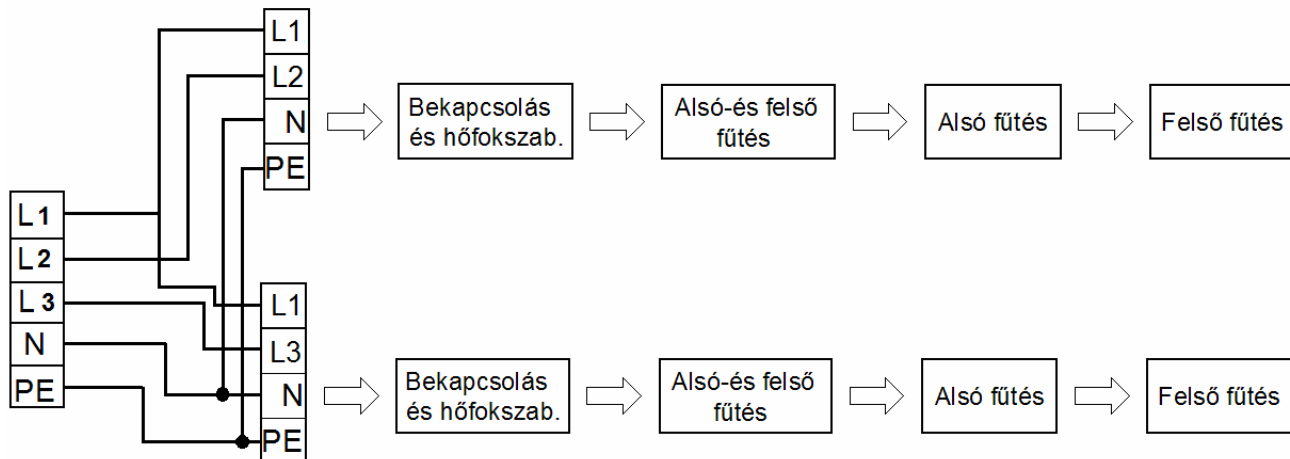 L1
L2
N
PE
Bekapcsolás
és hőfokszab.
Alsó-és felső
fűtés
Alsó fűtés
Felső fűtés
L1
L2
L3
N
PE
L1
L3
N
PE
Bekapcsolás
és hőfokszab.
Alsó-és felső
fűtés
Alsó fűtés
Felső fűtés